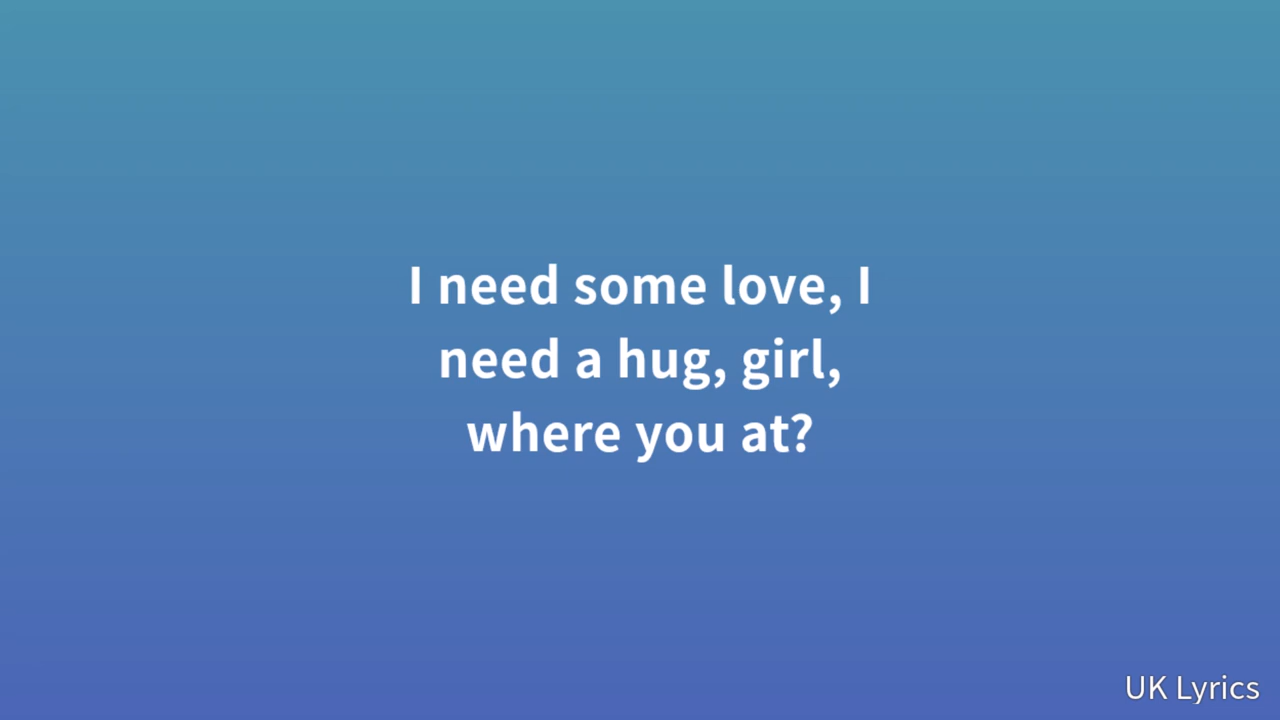 I need some love, I
need a hug, girl,
where you at?
UK Lyrics